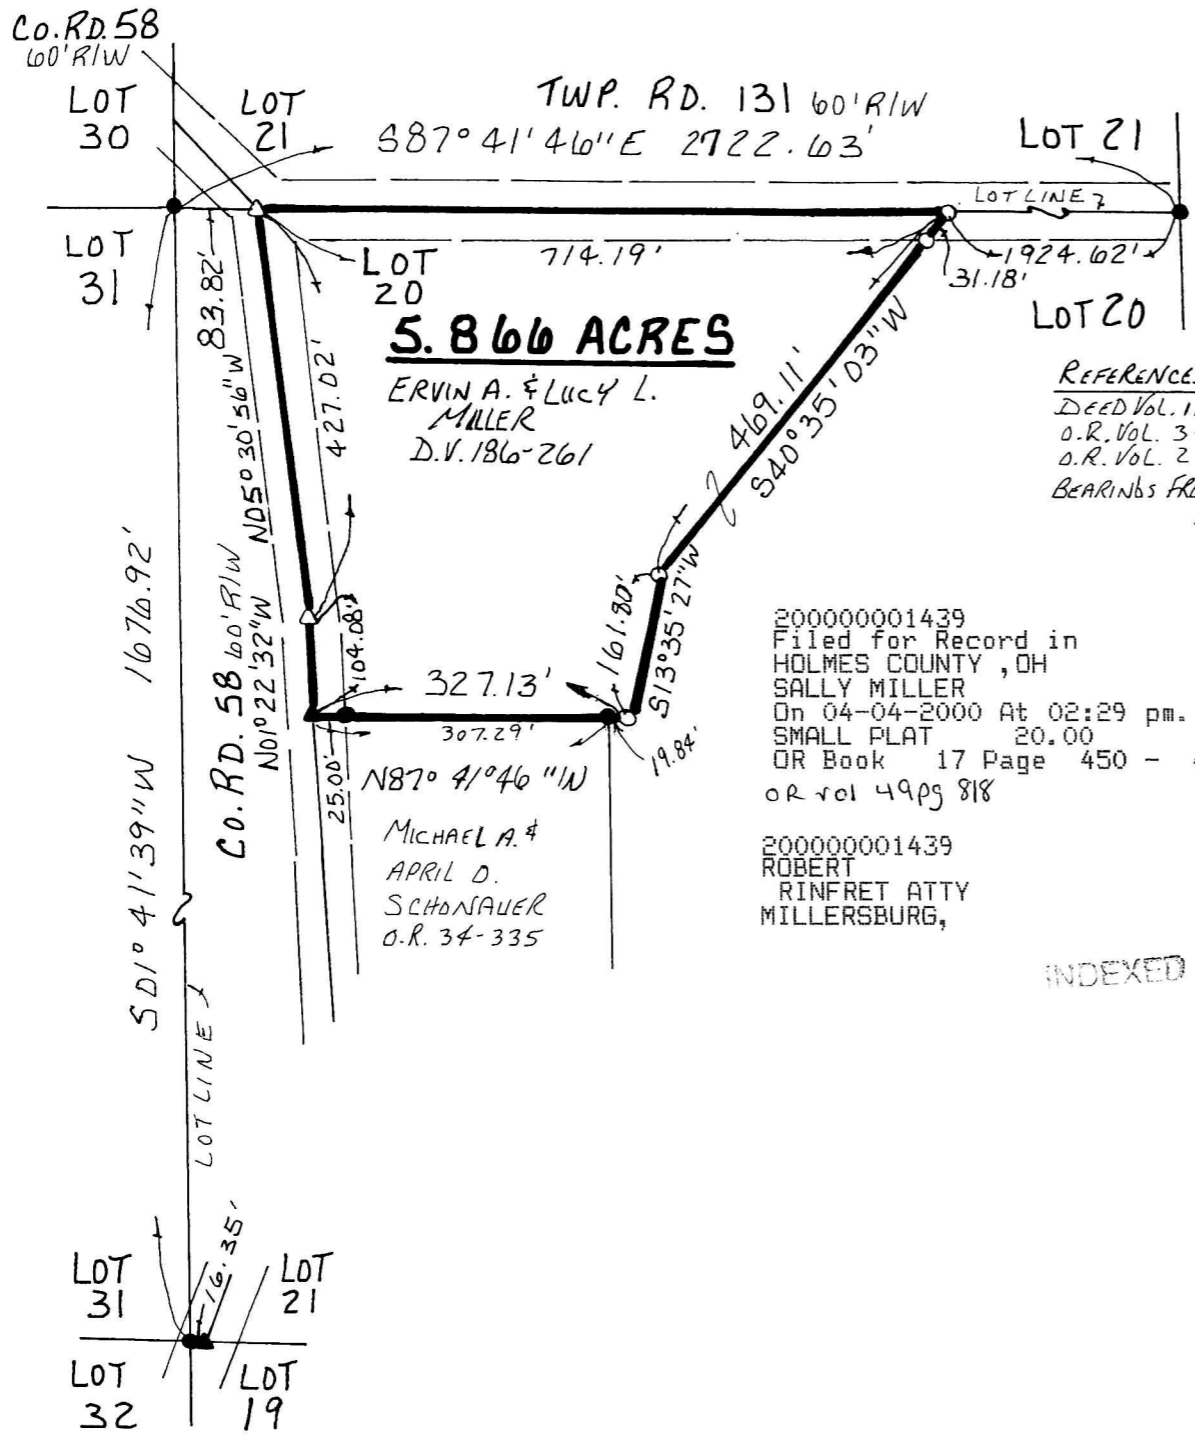 Co. RD. 58
60' R/W
TWP. RD. 131 60' R/W
LOT 30
LOT 21
S87° 41' 46" E 2722.63'
LOT 21
LOT LINE
LOT 31
83.82'
LOT 20
714.19'
1924.62'
31.18'
LOT 20
5.866 ACRES
ERVIN A. & LUCY L.
MILLER
D.V. 186-261
427.02'
N05° 30' 56" W
469.11'
S40° 35' 03" W
REFERENCE
DEED VOL. 1
O.R. VOL. 3
O.R. VOL. 2
BEARINGS FR
1676.92'
S01° 41' 39" W
CO. RD. 58 60' R/W
N01° 22' 32" W
104.08'
161.80'
S13° 35' 27" W
327.13'
307.29'
19.84'
25.00'
N87° 41° 46 "W
MICHAEL A. &
APRIL D.
SCHONAUER
O.R. 34-335
200000001439
Filed for Record in
HOLMES COUNTY ,OH
SALLY MILLER
On 04-04-2000 At 02:29 pm.
SMALL PLAT 20.00
OR Book 17 Page 450 -
OR vol 49pg 818
200000001439
ROBERT
RINFRET ATTY
MILLERSBURG,
INDEXED
LOT LINE
16.35'
LOT 31
LOT 21
LOT 32
LOT 19